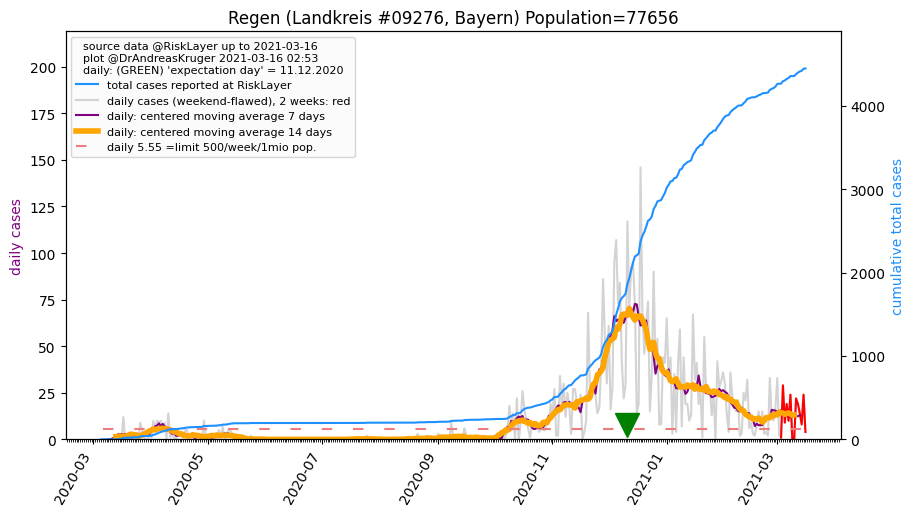 Regen (Landkreis #09276, Bayern) Population=77656
source data @RiskLayer up to 2021-03-16
plot @DrAndreasKruger 2021-03-16 02:53
daily: (GREEN) 'expectation day' = 11.12.2020
total cases reported at RiskLayer
daily cases (weekend-flawed), 2 weeks: red
daily: centered moving average 7 days
daily: centered moving average 14 days
daily 5.55 =limit 500/week/1mio pop.
daily cases
200
175
150
125
100
75
50
25
0
cumulative total cases
4000
3000
2000
1000
0
2020-03
2020-05
2020-07
2020-09
2020-11
2021-01
2021-03